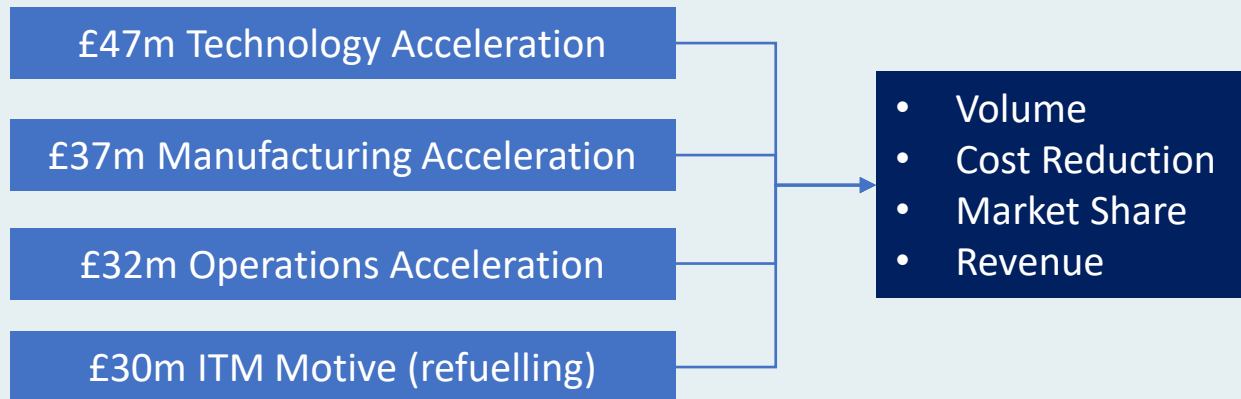 £47m Technology Acceleration
£37m Manufacturing Acceleration
£32m Operations Acceleration
£30m ITM Motive (refuelling)
• Volume
• Cost Reduction
• Market Share
• Revenue